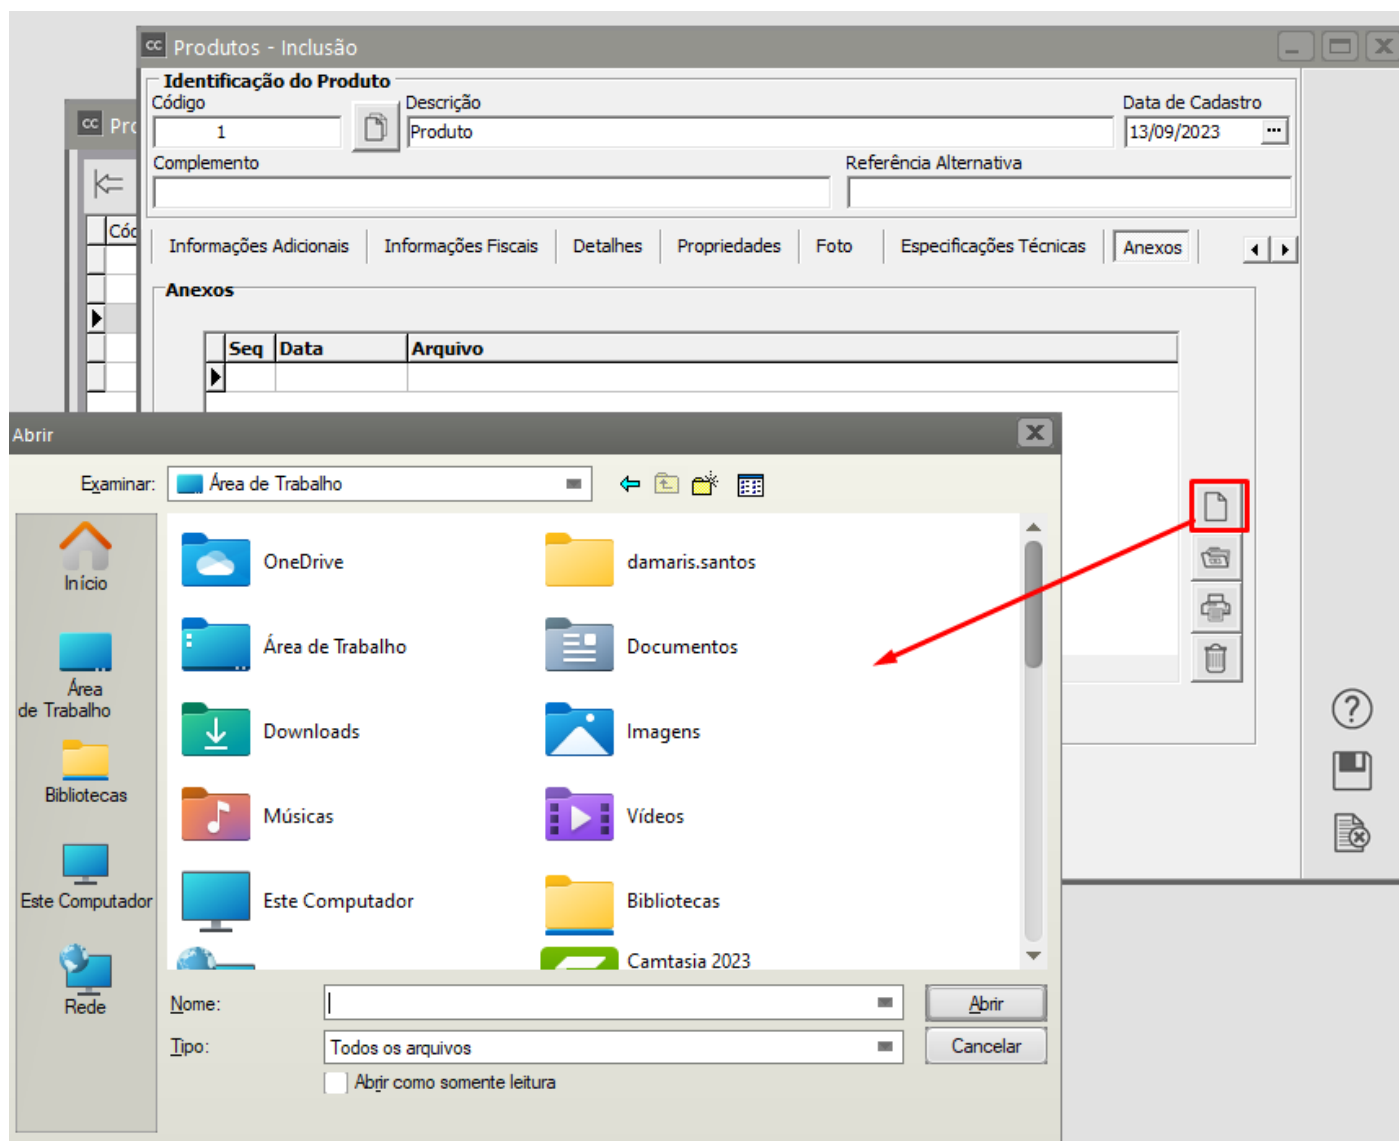 cc Produtos - Inclusão
Identificação do Produto
Código
Descrição
Data de Cadastro
cc
1
Produto
13/09/2023
...
Complemento
Referência Alternativa
Informações Adicionais
Informações Fiscais
Detalhes
Propriedades
Foto
Especificações Técnicas
Anexos
Anexos
Seq
Data
Arquivo
Abrir
Examinar:
Área de Trabalho
Início
Área
de Trabalho
Bibliotecas
Este Computador
Rede
OneDrive
damaris.santos
Área de Trabalho
Documentos
Downloads
Imagens
Músicas
Vídeos
Este Computador
Bibliotecas
Camtasia 2023
Nome:
Abrir
Tipo:
Todos os arquivos
Cancelar
Abrir como somente leitura